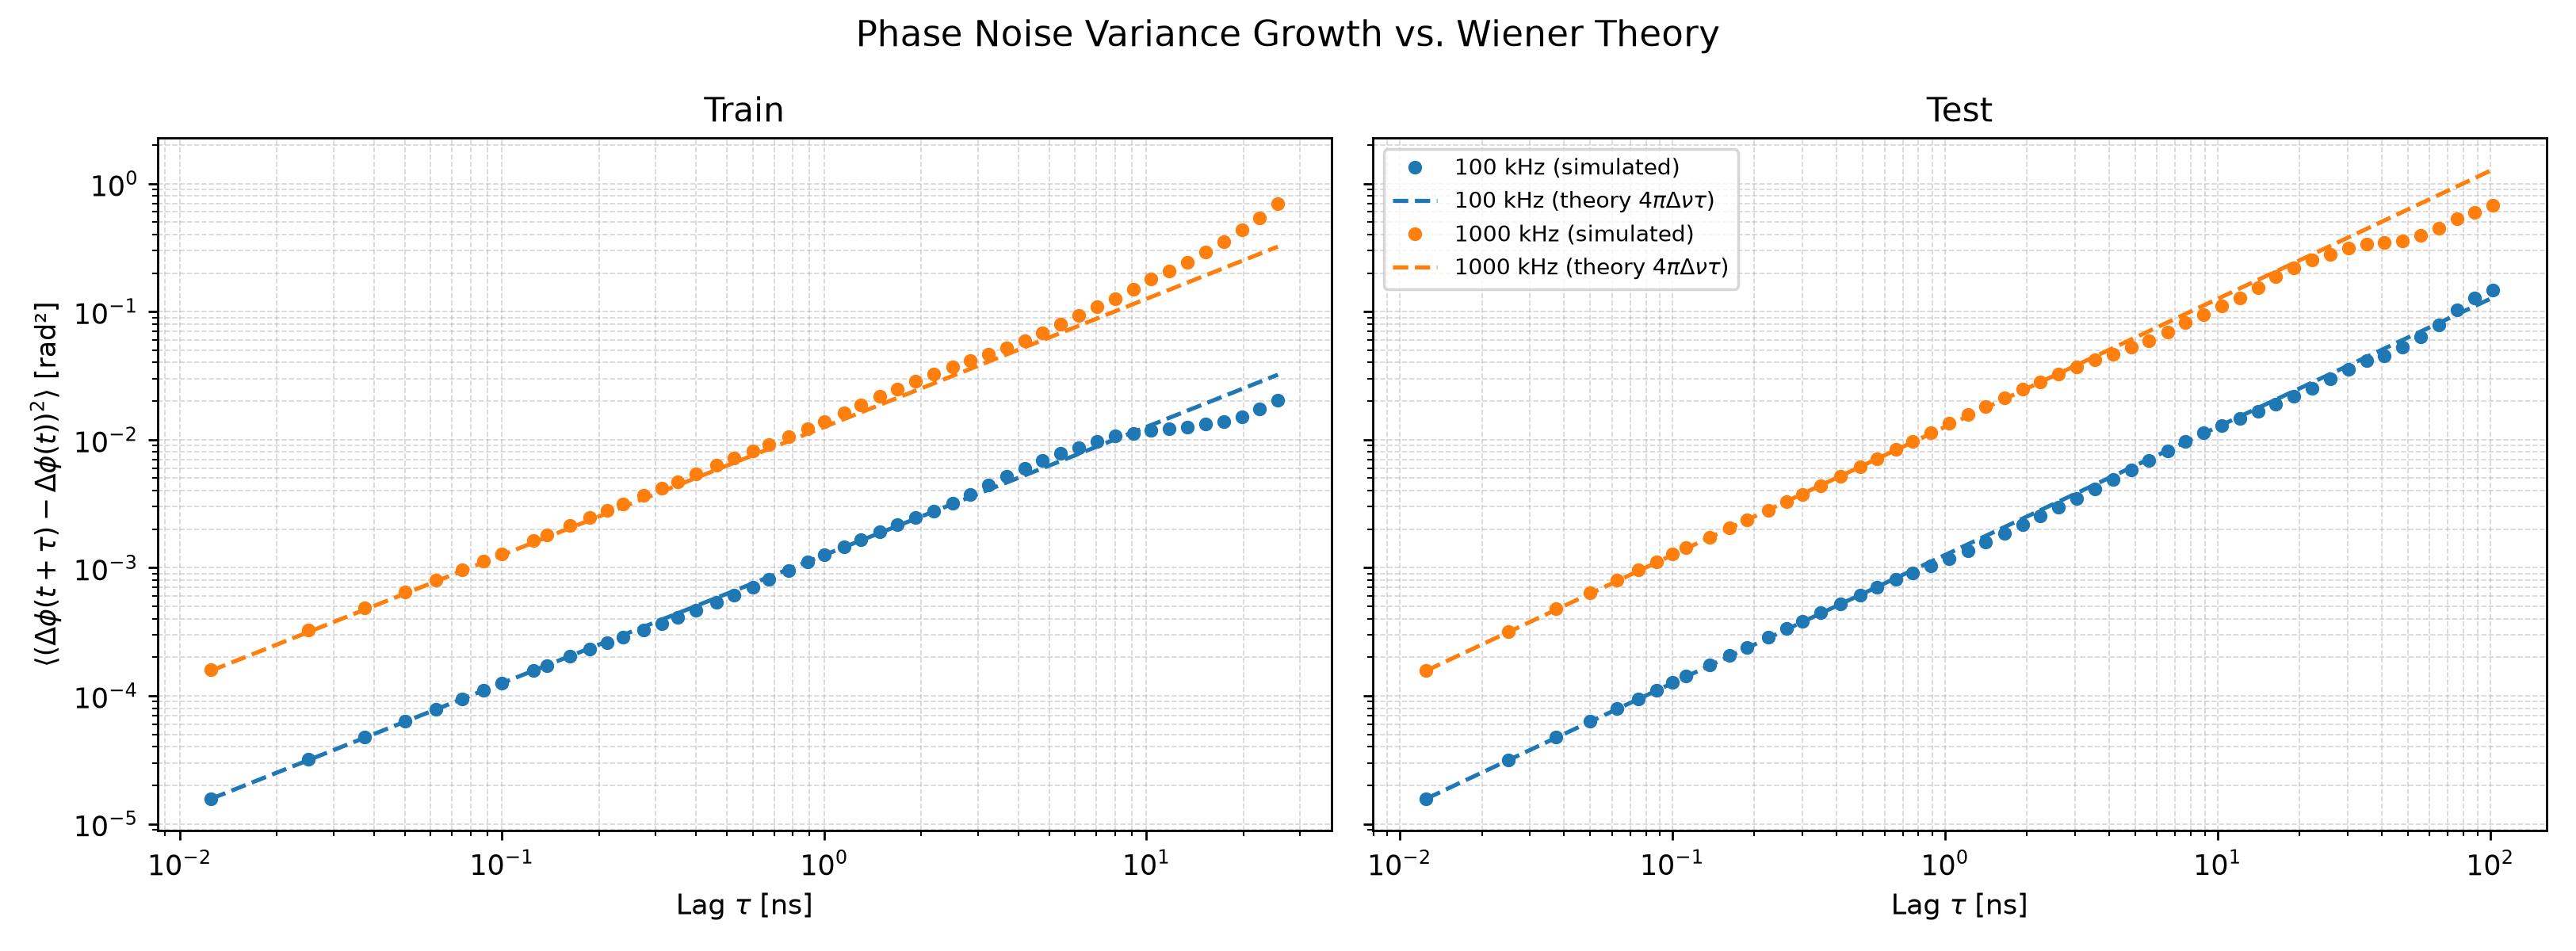 Phase Noise Variance Growth vs. Wiener Theory
Train
⟨(Δϕ(t + τ) − Δϕ(t))²⟩ [rad²]
10⁰
10⁻¹
10⁻²
10⁻³
10⁻⁴
10⁻⁵
10⁻² 10⁻¹ 10⁰ 10¹
Lag τ [ns]
Test
100 kHz (simulated)
100 kHz (theory 4πΔντ)
1000 kHz (simulated)
1000 kHz (theory 4πΔντ)
10⁻² 10⁻¹ 10⁰ 10¹ 10²
Lag τ [ns]